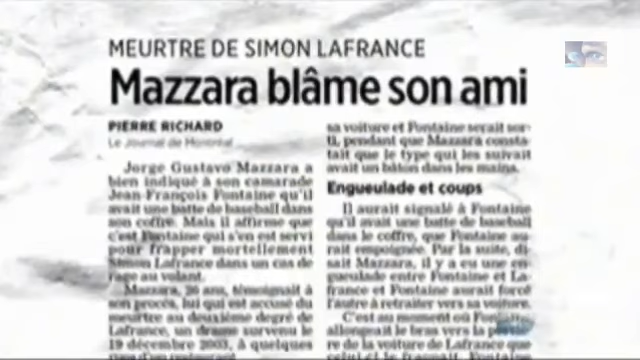 MEURTRE DE SIMON LAFRANCE
Mazzara blâme son ami
PIERRE RICHARD
Le Journal de Montréal
Jorge Gustavo Mazzara a
bien indiqué à son camarade
Jean-François Fontaine qu'il
avait une batte de baseball dans
son coffre. Mais il affirme que
c'est Fontaine qui s'en est servi
pour frapper mortellement
Simon Lafrance dans un cas de
rage au volant.
Mazzara, 26 ans, témoignait à
son procès, lui qui est accusé du
meurtre au deuxième degré de
Lafrance, un drame survenu le
19 décembre 2003, à quelques
sa voiture et Fontaine serait sor-
ti, pendant que Mazzara consta-
tait que le type qui les suivait
avait un bâton dans les mains.
Engueulade et coups
Il aurait signalé à Fontaine
qu'il avait une batte de baseball
dans le coffre, que Fontaine au-
rait empoignée. Par la suite, di-
sait Mazzara, il y a eu une en-
gueulade entre Fontaine et La-
france et Fontaine aurait forcé
l'autre à retraiter vers sa voiture.
C'est au moment où
allongeait le bras vers la
re de la voiture de Lafrance que
celui-ci le frappait. Fontaine